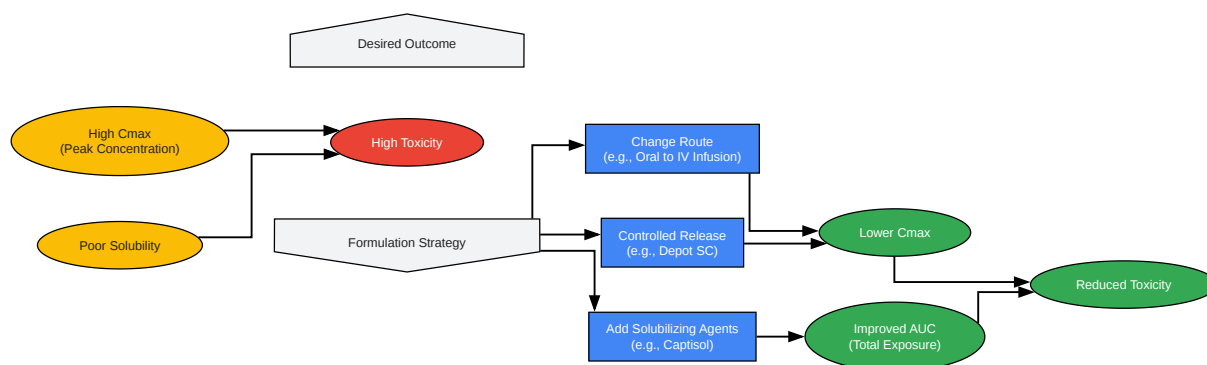 Desired Outcome
High Cmax
(Peak Concentration)
High Toxicity
Change Route
(e.g., Oral to IV Infusion)
Poor Solubility
Formulation Strategy
Controlled Release
(e.g., Depot SC)
Lower Cmax
Reduced Toxicity
Add Solubilizing Agents
(e.g., Captisol)
Improved AUC
(Total Exposure)